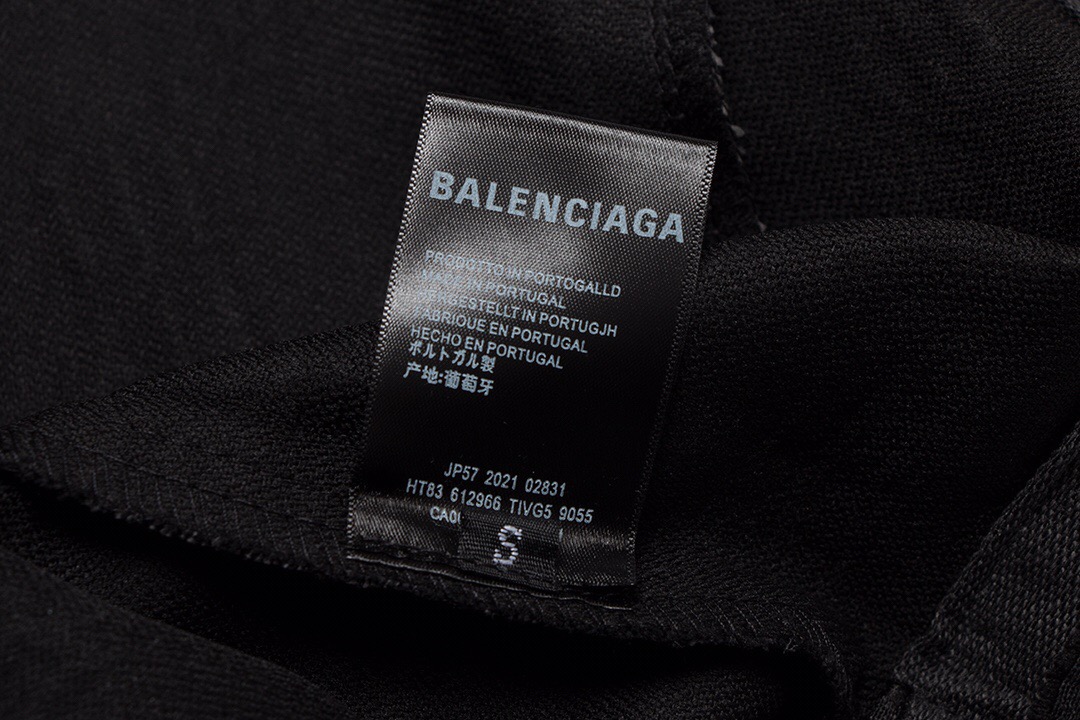 BALENCIAGA
PRODOTTO IN PORTOGALLD
MADE IN PORTUGAL
HERGESTELLT IN PORTUGJH
FABRIQUE EN PORTUGAL
HECHO EN PORTUGAL
ポルトガル製
产地:葡萄牙
JP57 2021 02831
HT83 612966 TIVG5 9055
S